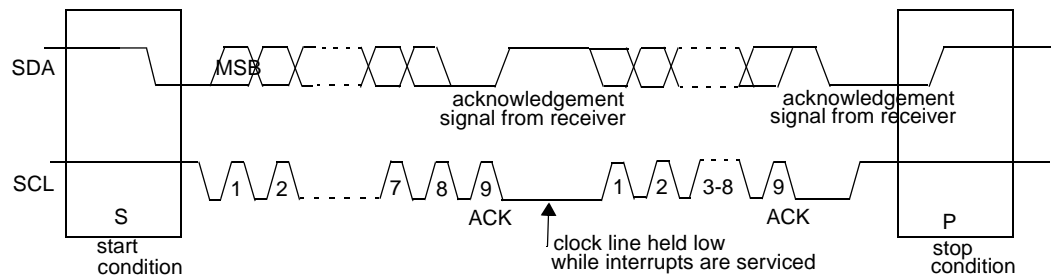 SDA
MSB
acknowledgement
signal from receiver
acknowledgement
signal from receiver
SCL
1 2 7 8 9 1 2 3-8 9
ACK
ACK
S
P
start
condition
clock line held low
while interrupts are serviced
stop
condition